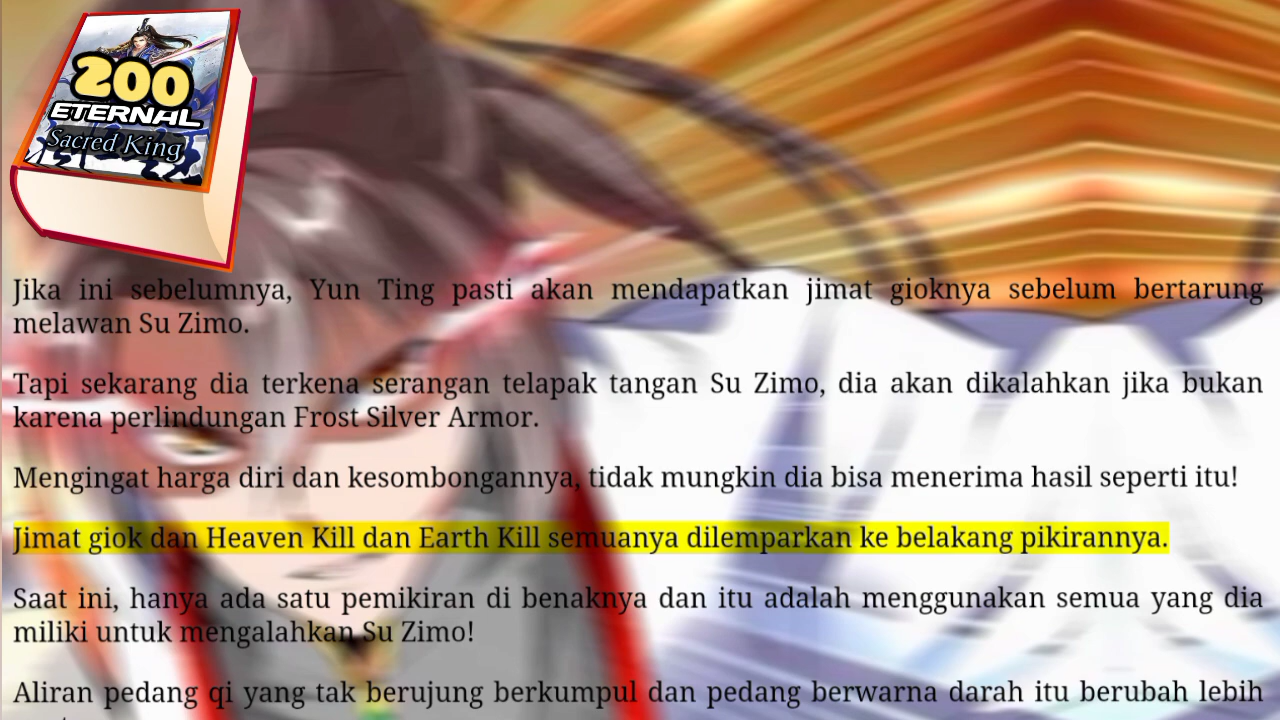 200
ETERNAL
Sacred King
Jika ini sebelumnya, Yun Ting pasti akan mendapatkan jimat gioknya sebelum bertarung
melawan Su Zimo.
Tapi sekarang dia terkena serangan telapak tangan Su Zimo, dia akan dikalahkan jika bukan
karena perlindungan Frost Silver Armor.
Mengingat harga diri dan kesombongannya, tidak mungkin dia bisa menerima hasil seperti itu!
Jimat giok dan Heaven Kill dan Earth Kill semuanya dilemparkan ke belakang pikirannya.
Saat ini, hanya ada satu pemikiran di benaknya dan itu adalah menggunakan semua yang dia
miliki untuk mengalahkan Su Zimo!
Aliran pedang qi yang tak berujung berkumpul dan pedang berwarna darah itu berubah lebih